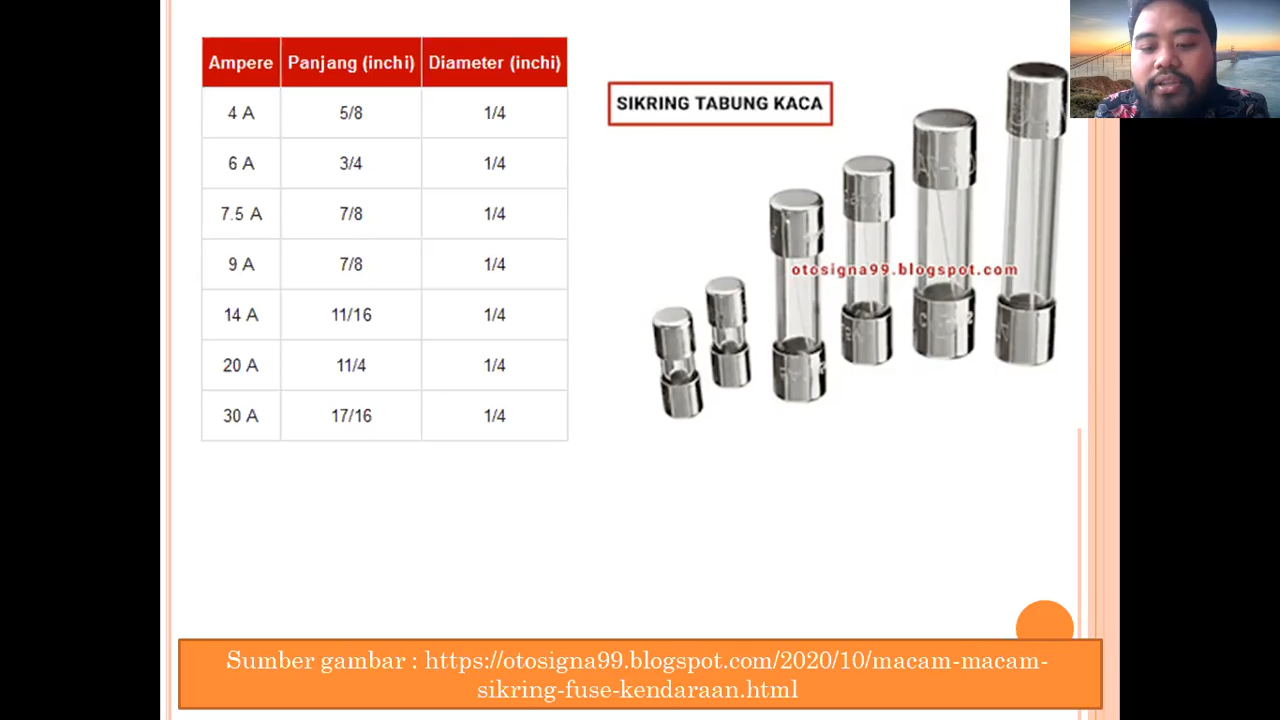 Ampere Panjang (inchi) Diameter (inchi)
4 A 5/8 1/4
6 A 3/4 1/4
7.5 A 7/8 1/4
9 A 7/8 1/4
14 A 11/16 1/4
20 A 11/4 1/4
30 A 17/16 1/4
SIKRING TABUNG KACA
otosigna99.blogspot.com
Sumber gambar : https://otosigna99.blogspot.com/2020/10/macam-macam-
sikring-fuse-kendaraan.html